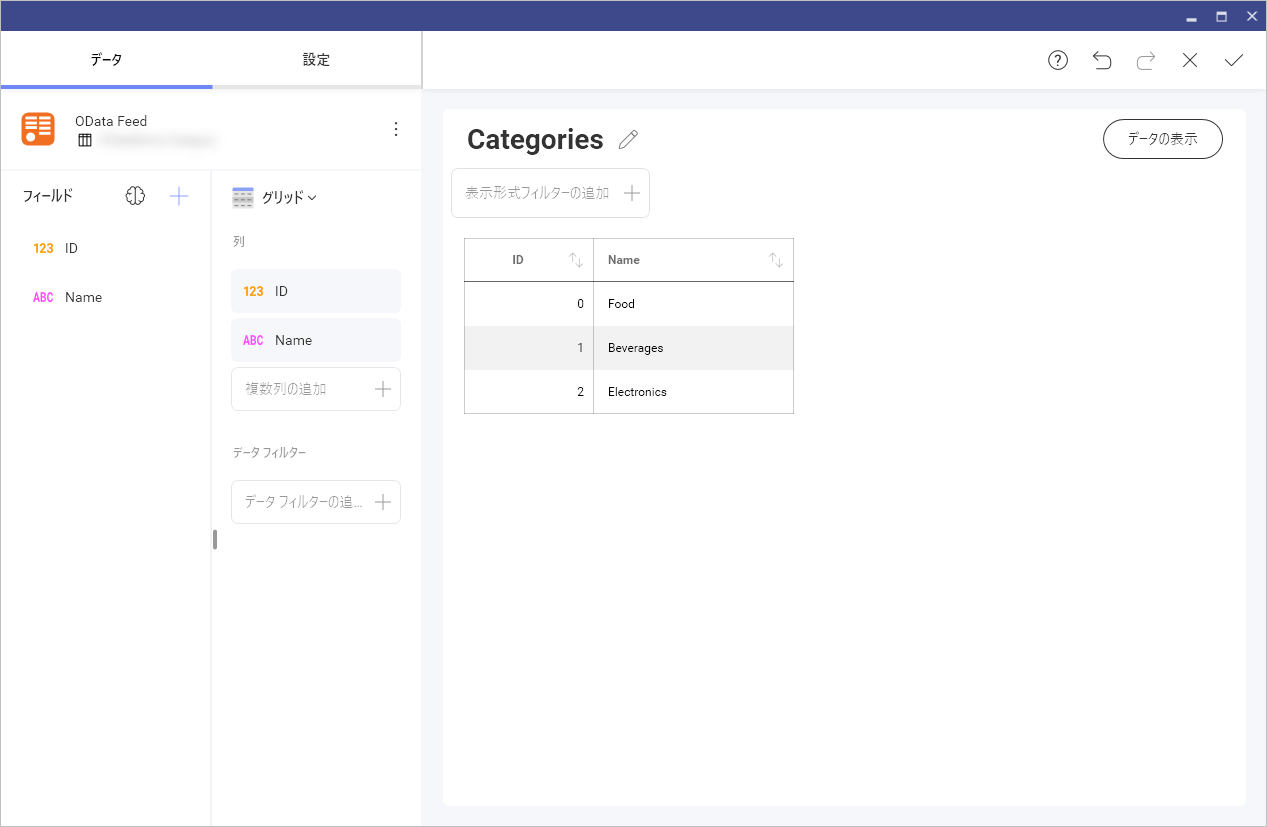 データ 設定
OData Feed
フィールド
123 ID
ABC Name
グリッド
列
123 ID
ABC Name
複数列の追加
データ フィルター
データ フィルターの追...
Categories
データの表示
表示形式フィルターの追加
ID Name
0 Food
1 Beverages
2 Electronics